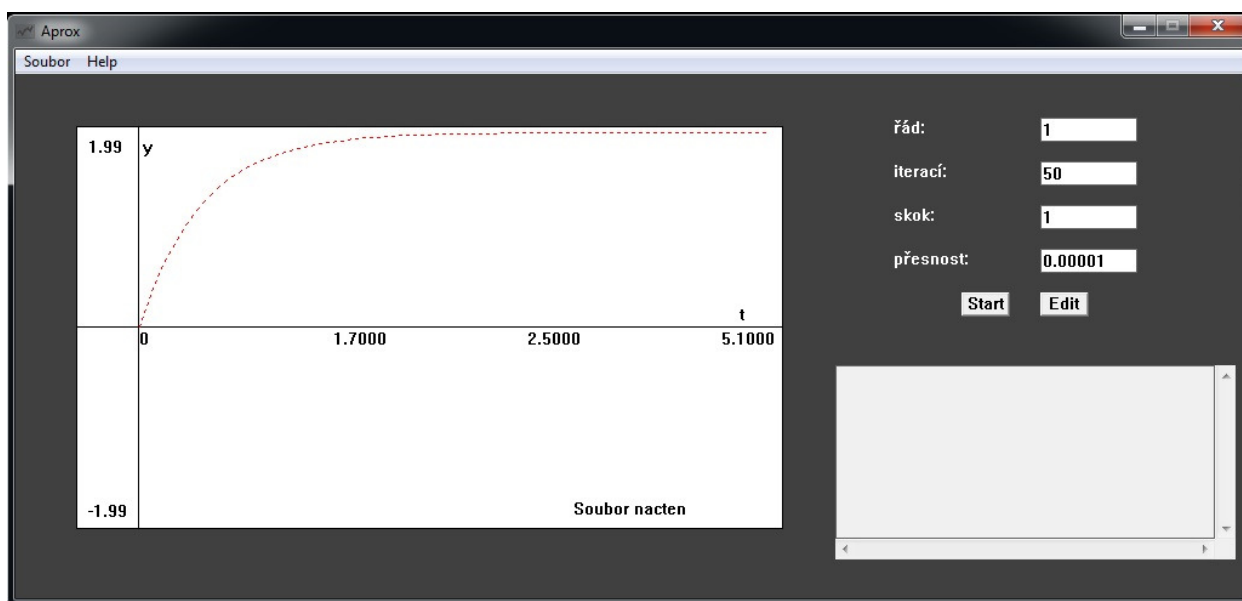 Aprox
Soubor Help
1.99 y
t
0 1.7000 2.5000 5.1000
-1.99
Soubor nacten
řád: 1
iterací: 50
skok: 1
přesnost: 0.00001
Start Edit